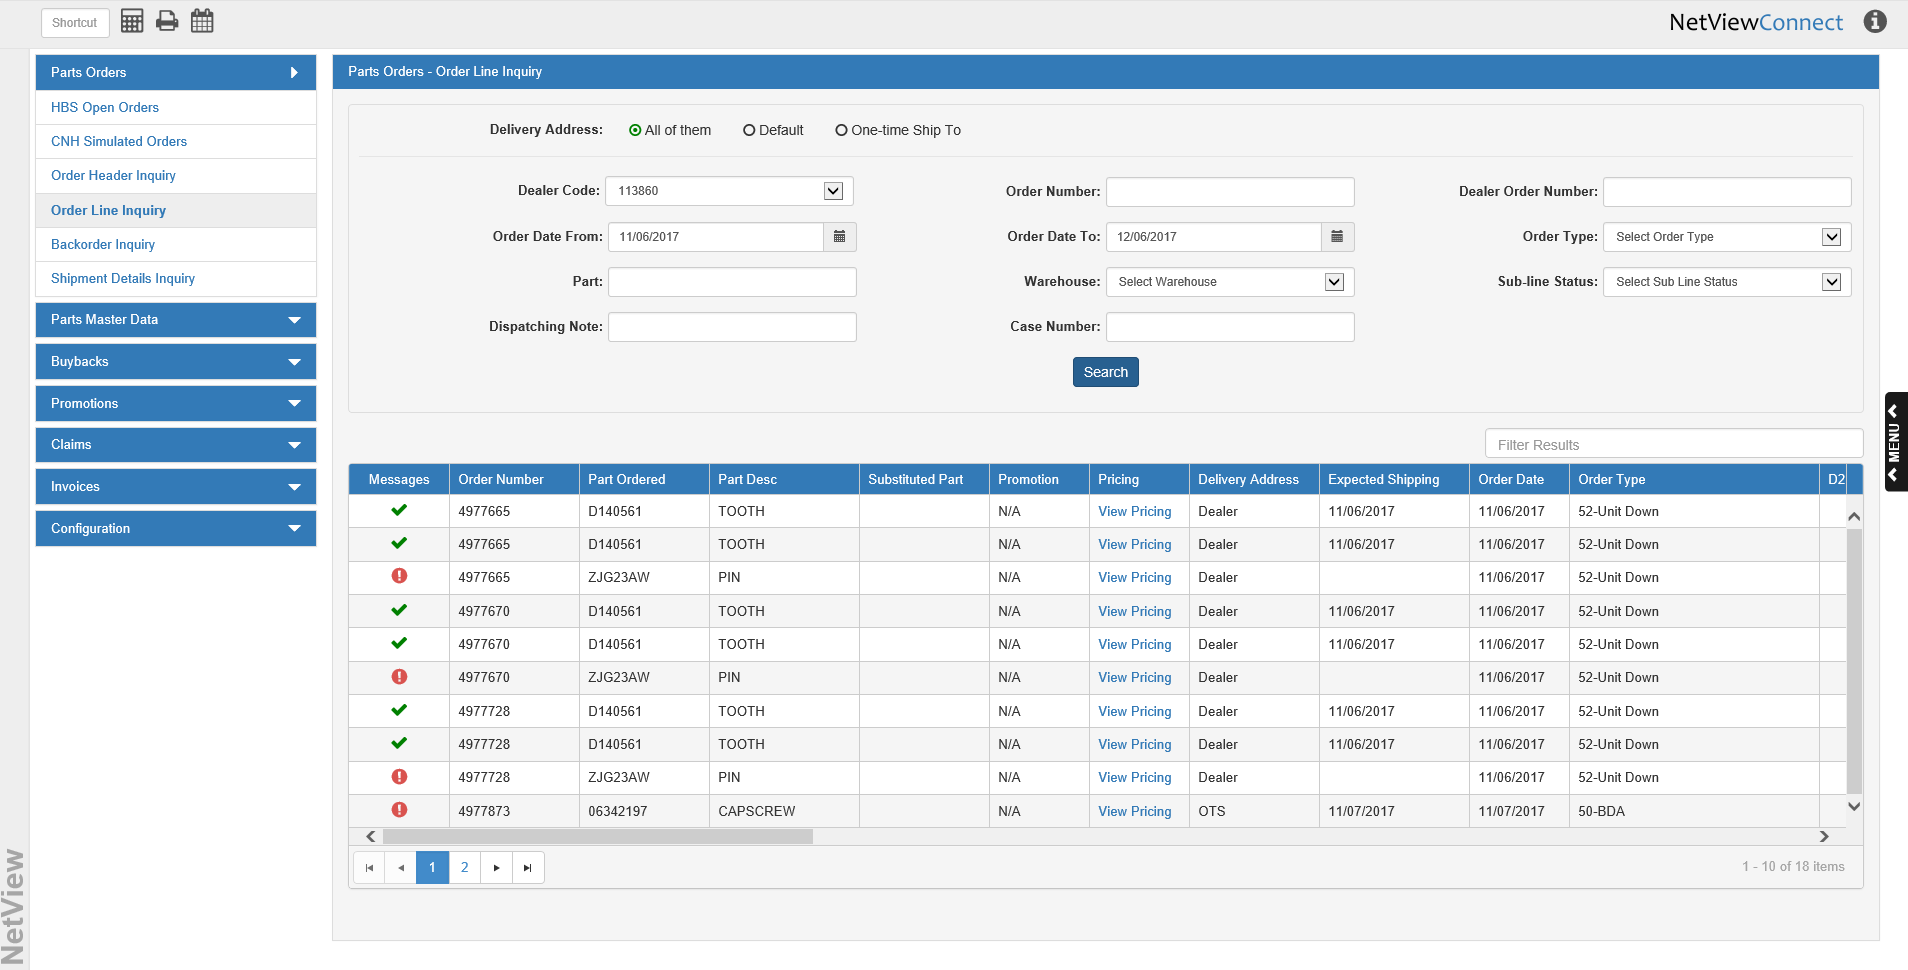 Shortcut
NetViewConnect
Parts Orders
HBS Open Orders
CNH Simulated Orders
Order Header Inquiry
Order Line Inquiry
Backorder Inquiry
Shipment Details Inquiry
Parts Master Data
Buybacks
Promotions
Claims
Invoices
Configuration
NetView
Parts Orders - Order Line Inquiry
Delivery Address: All of them Default One-time Ship To
Dealer Code: 113860 Order Number: Dealer Order Number:
Order Date From: 11/06/2017 Order Date To: 12/06/2017 Order Type: Select Order Type
Part: Warehouse: Select Warehouse Sub-line Status: Select Sub Line Status
Dispatching Note: Case Number:
Search
MENU
Filter Results
Messages Order Number Part Ordered Part Desc Substituted Part Promotion Pricing Delivery Address Expected Shipping Order Date Order Type D2
4977665 D140561 TOOTH N/A View Pricing Dealer 11/06/2017 11/06/2017 52-Unit Down
4977665 D140561 TOOTH N/A View Pricing Dealer 11/06/2017 11/06/2017 52-Unit Down
4977665 ZJG23AW PIN N/A View Pricing Dealer 11/06/2017 52-Unit Down
4977670 D140561 TOOTH N/A View Pricing Dealer 11/06/2017 11/06/2017 52-Unit Down
4977670 D140561 TOOTH N/A View Pricing Dealer 11/06/2017 11/06/2017 52-Unit Down
4977670 ZJG23AW PIN N/A View Pricing Dealer 11/06/2017 52-Unit Down
4977728 D140561 TOOTH N/A View Pricing Dealer 11/06/2017 11/06/2017 52-Unit Down
4977728 D140561 TOOTH N/A View Pricing Dealer 11/06/2017 11/06/2017 52-Unit Down
4977728 ZJG23AW PIN N/A View Pricing Dealer 11/06/2017 52-Unit Down
4977873 06342197 CAPSCREW N/A View Pricing OTS 11/07/2017 11/07/2017 50-BDA
1 2
1 - 10 of 18 items